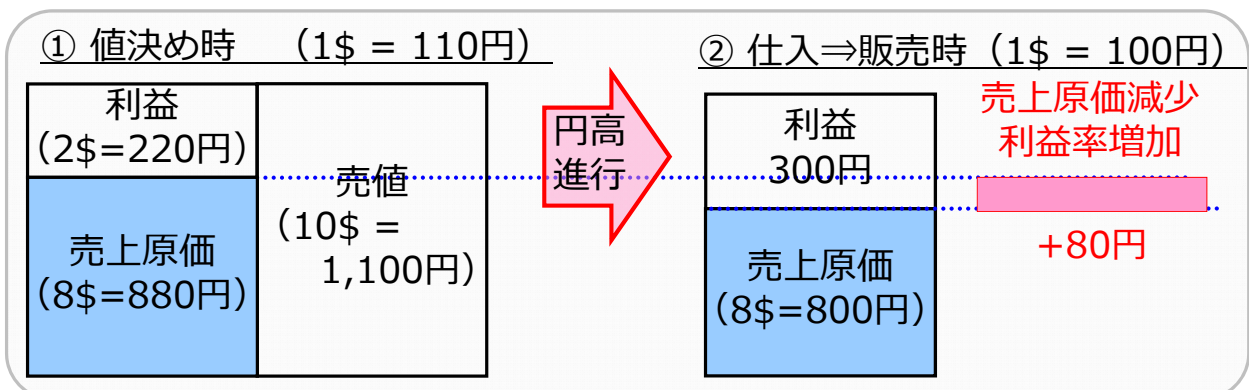 ① 値決め時 （1$ = 110円）
利益
（2$=220円）
売上原価
（8$=880円）
売値
（10$ =
1,100円）
円高
進行
② 仕入⇒販売時（1$ = 100円）
利益
300円
売上原価
（8$=800円）
売上原価減少
利益率増加
+80円